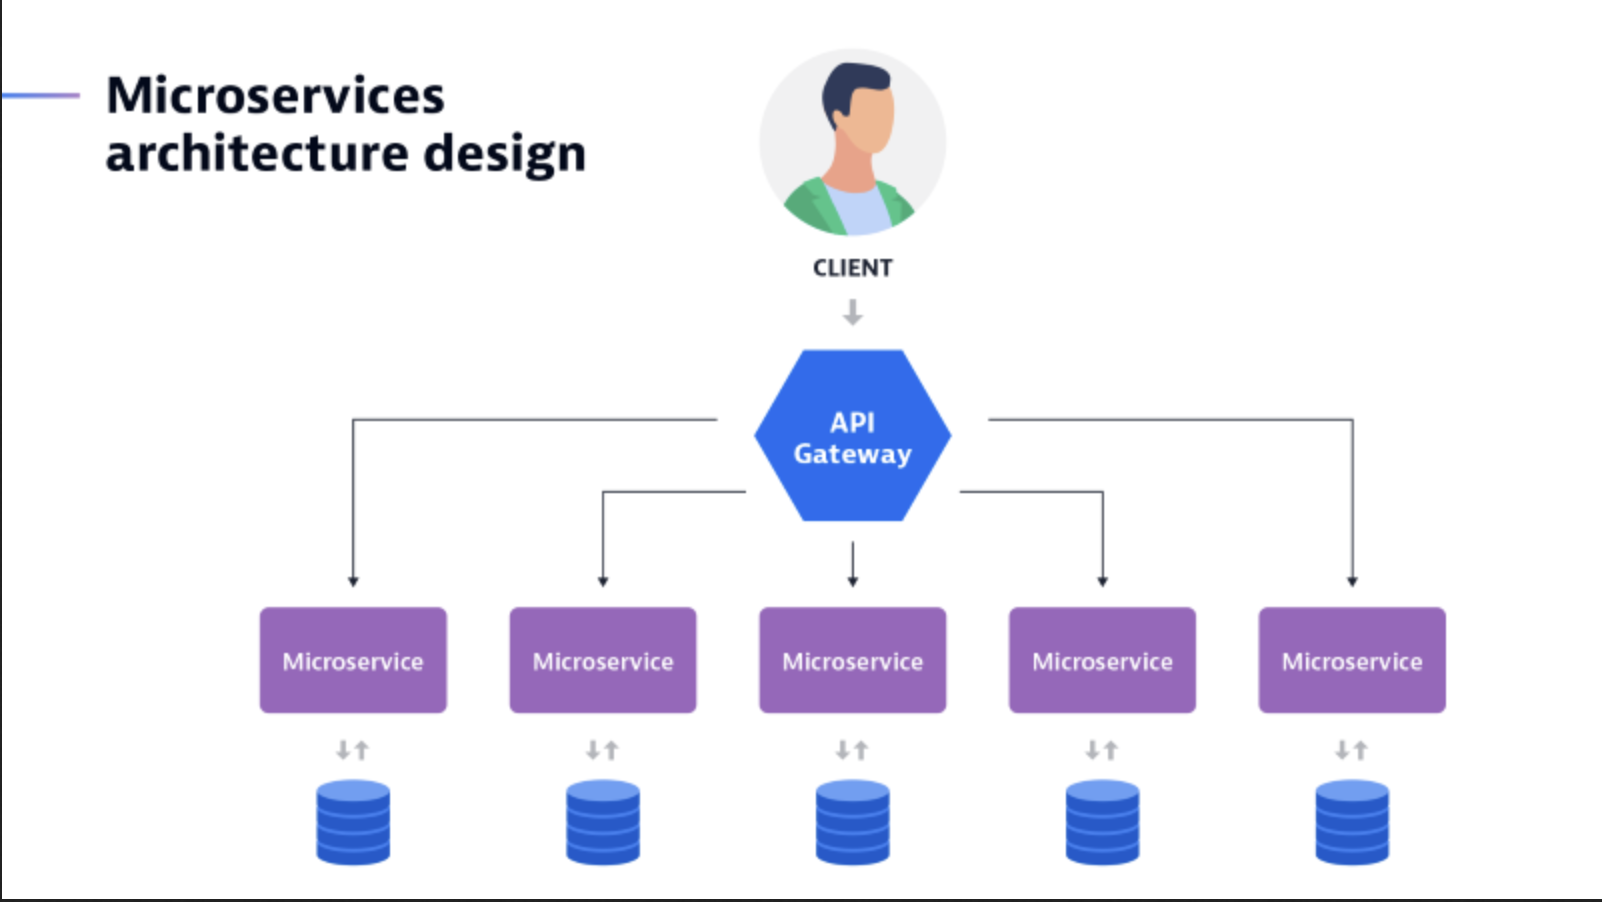 Microservices
architecture design
CLIENT
API
Gateway
Microservice
Microservice
Microservice
Microservice
Microservice